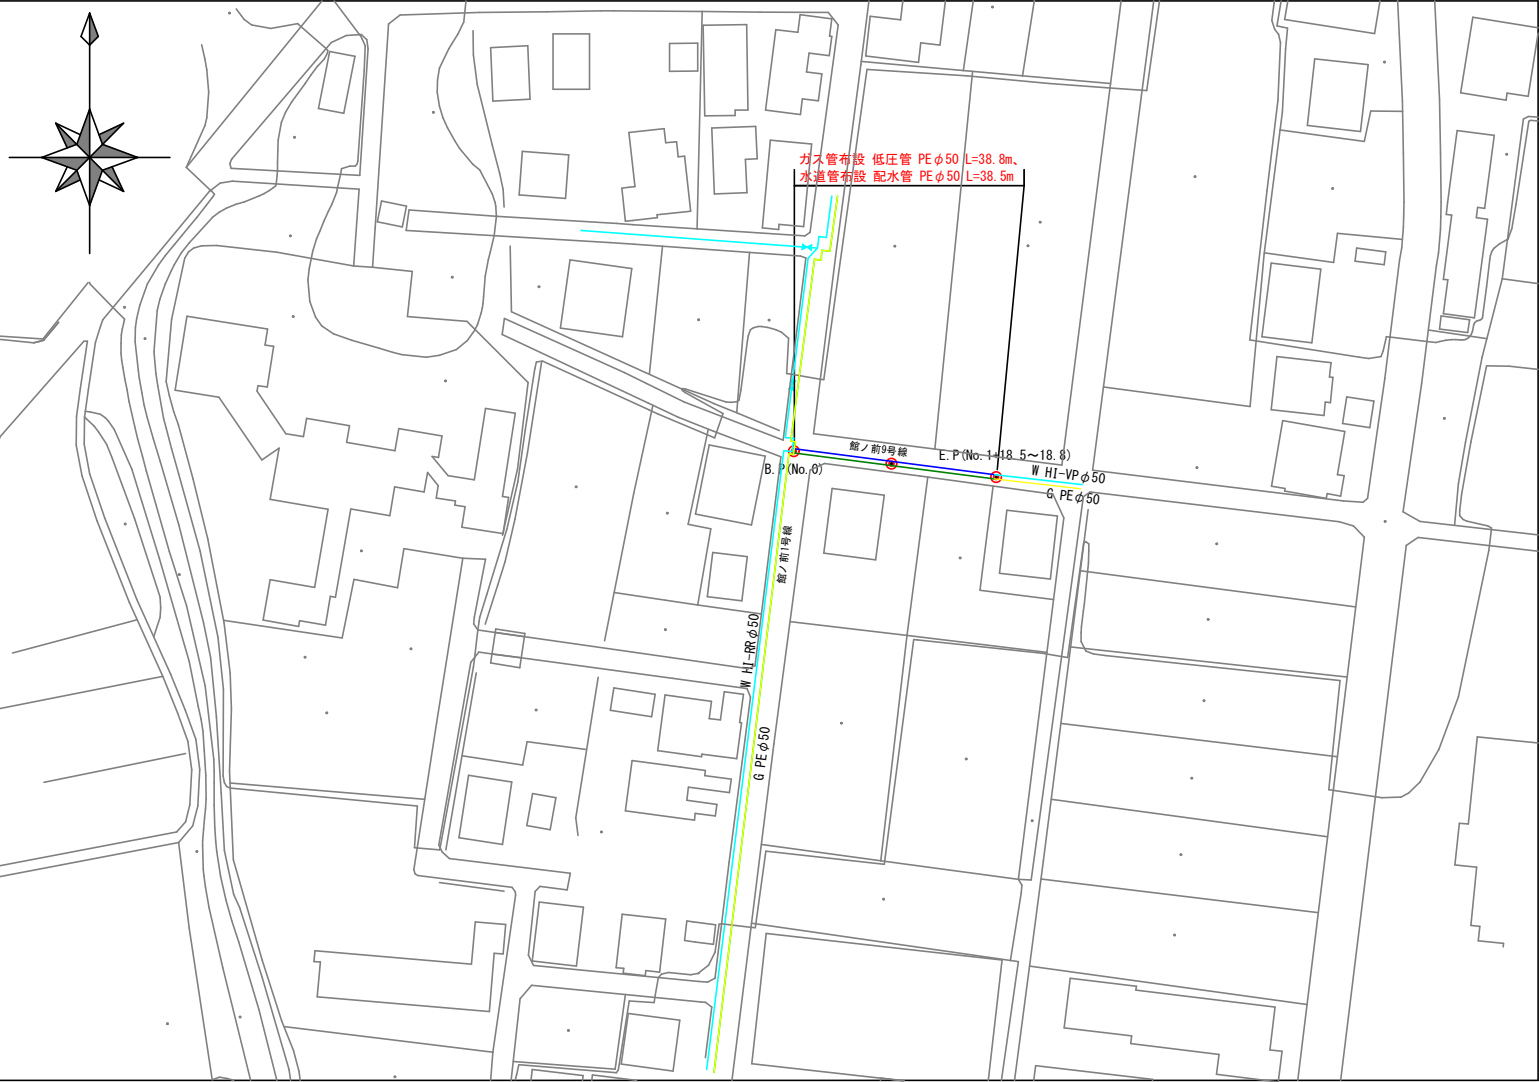 ガス管布設 低圧管 PEφ50 L=38.8m、
水道管布設 配水管 PEφ50 L=38.5m
館ノ前9号線
E.P(No.1+18.5～18.8)
B.P(No.0)
W HI-VPφ50
G PEφ50
館ノ前1号線
W HI-RRφ50
G PEφ50